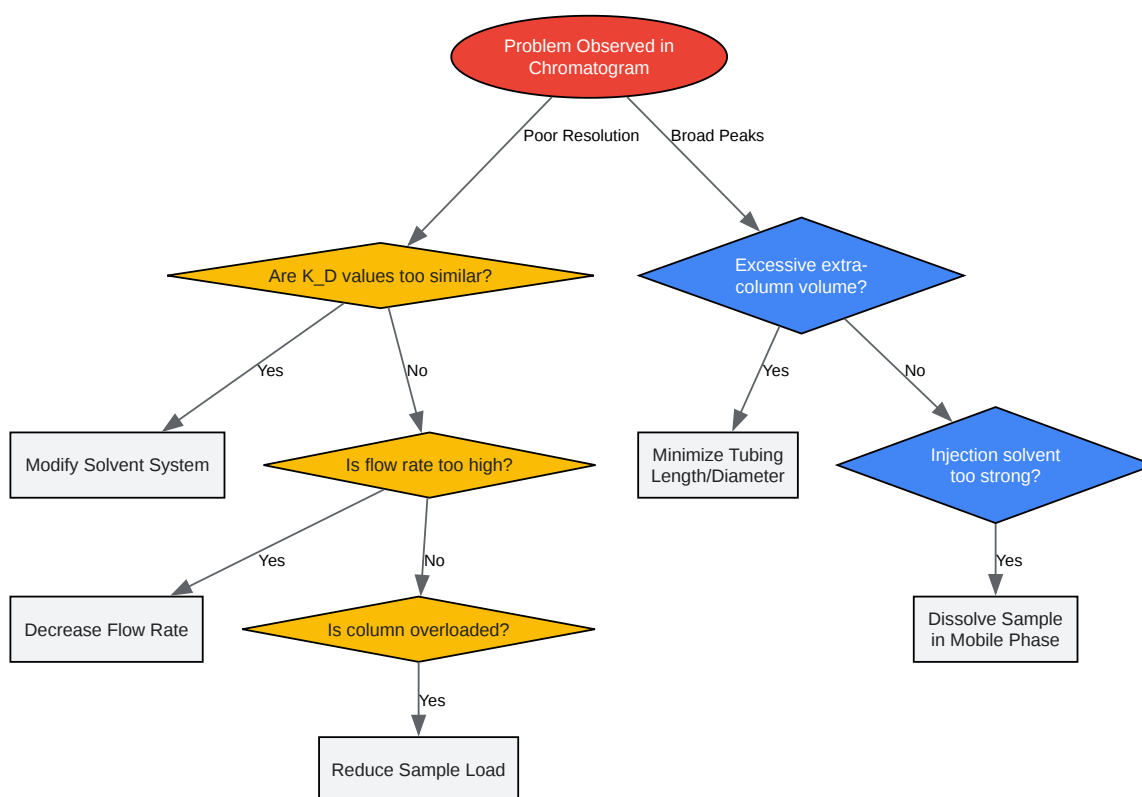 Problem Observed in
Chromatogram
Poor Resolution
Broad Peaks
Are K_D values too similar?
Excessive extra-
column volume?
Yes
No
Yes
No
Modify Solvent System
Is flow rate too high?
Minimize Tubing
Length/Diameter
Injection solvent
too strong?
Yes
No
Yes
Decrease Flow Rate
Is column overloaded?
Dissolve Sample
in Mobile Phase
Yes
Reduce Sample Load